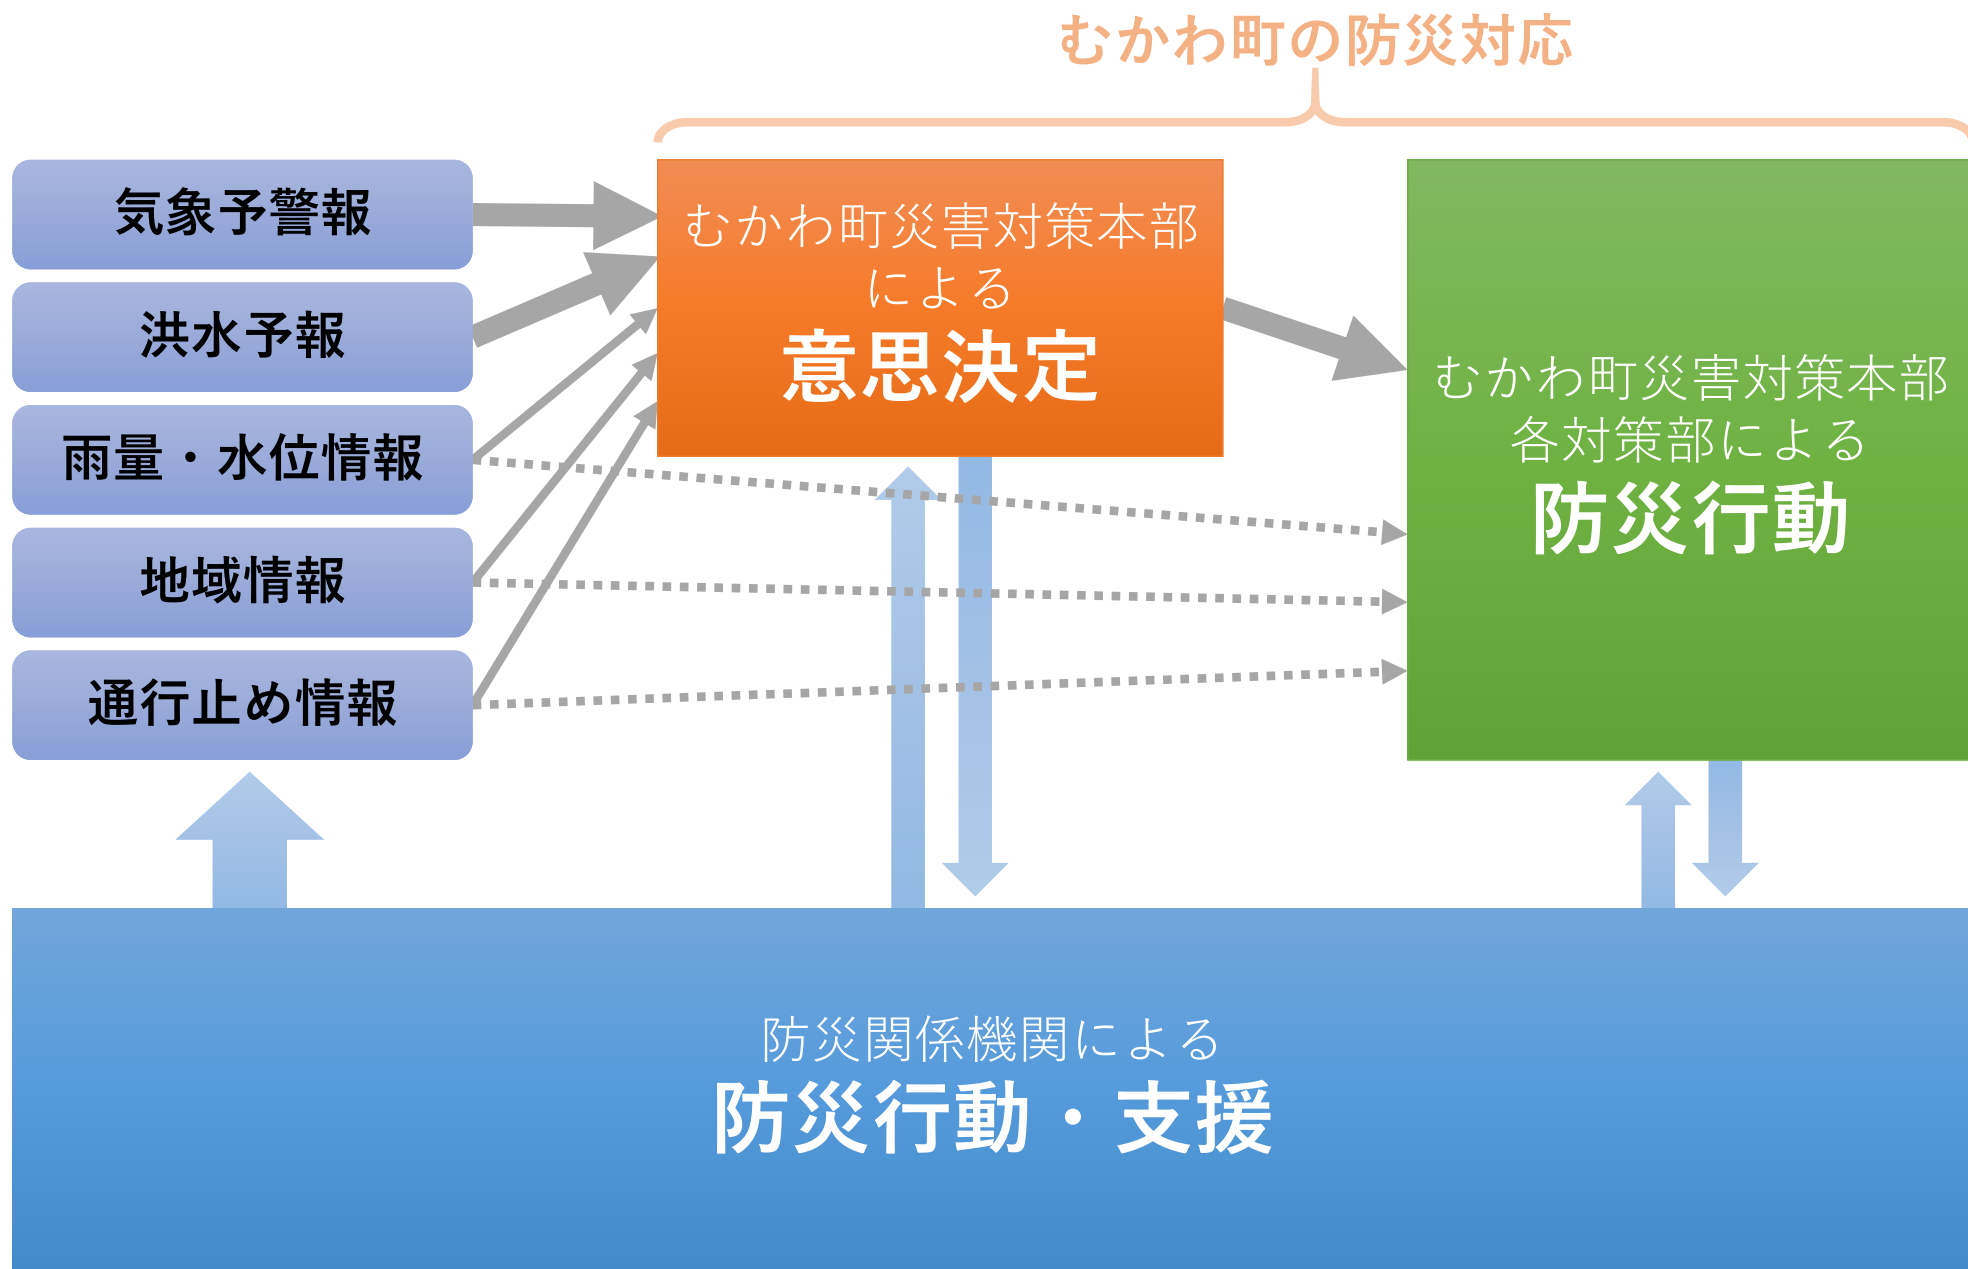 むかわ町の防災対応
気象予警報
洪水予報
雨量・水位情報
地域情報
通行止め情報
むかわ町災害対策本部
による
意思決定
むかわ町災害対策本部
各対策部による
防災行動
防災関係機関による
防災行動・支援